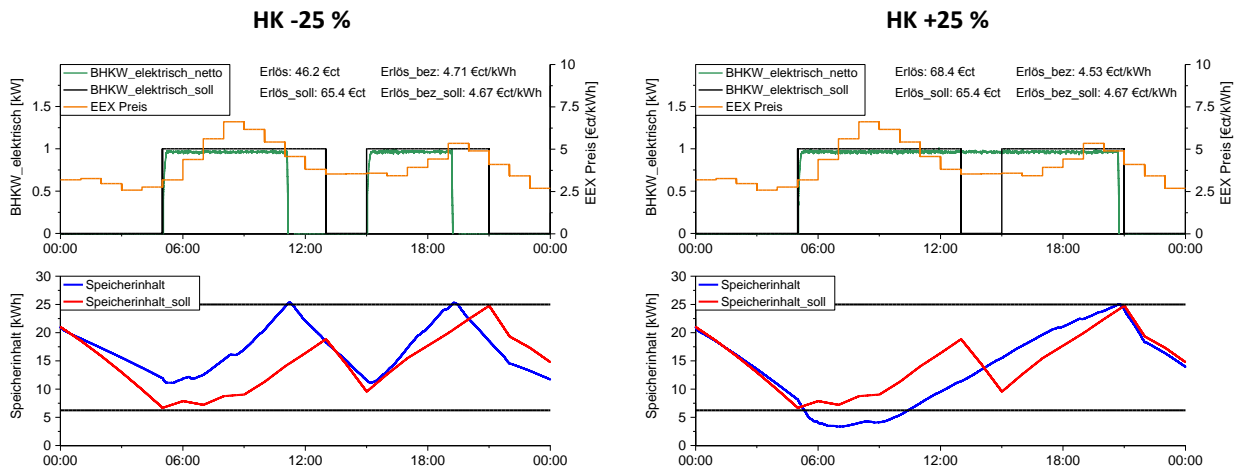 HK -25 %
BHKW_elektrisch [kW]
2
1.5
1
0.5
0
BHKW_elektrisch_netto
BHKW_elektrisch_soll
EEX Preis
Erlös: 46.2 €ct
Erlös_bez: 4.71 €ct/kWh
Erlös_soll: 65.4 €ct
Erlös_bez_soll: 4.67 €ct/kWh
10
7.5
5
2.5
0
EEX Preis [€ct/kWh]
00:00 06:00 12:00 18:00 00:00
Speicherinhalt [kWh]
30
25
20
15
10
5
0
Speicherinhalt
Speicherinhalt_soll
00:00 06:00 12:00 18:00 00:00
HK +25 %
BHKW_elektrisch [kW]
1.5
1
0.5
0
BHKW_elektrisch_netto
BHKW_elektrisch_soll
EEX Preis
Erlös: 68.4 €ct
Erlös_bez: 4.53 €ct/kWh
Erlös_soll: 65.4 €ct
Erlös_bez_soll: 4.67 €ct/kWh
10
7.5
5
2.5
0
EEX Preis [€ct/kWh]
00:00 06:00 12:00 18:00 00:00
Speicherinhalt [kWh]
30
25
20
15
10
5
0
Speicherinhalt
Speicherinhalt_soll
00:00 06:00 12:00 18:00 00:00